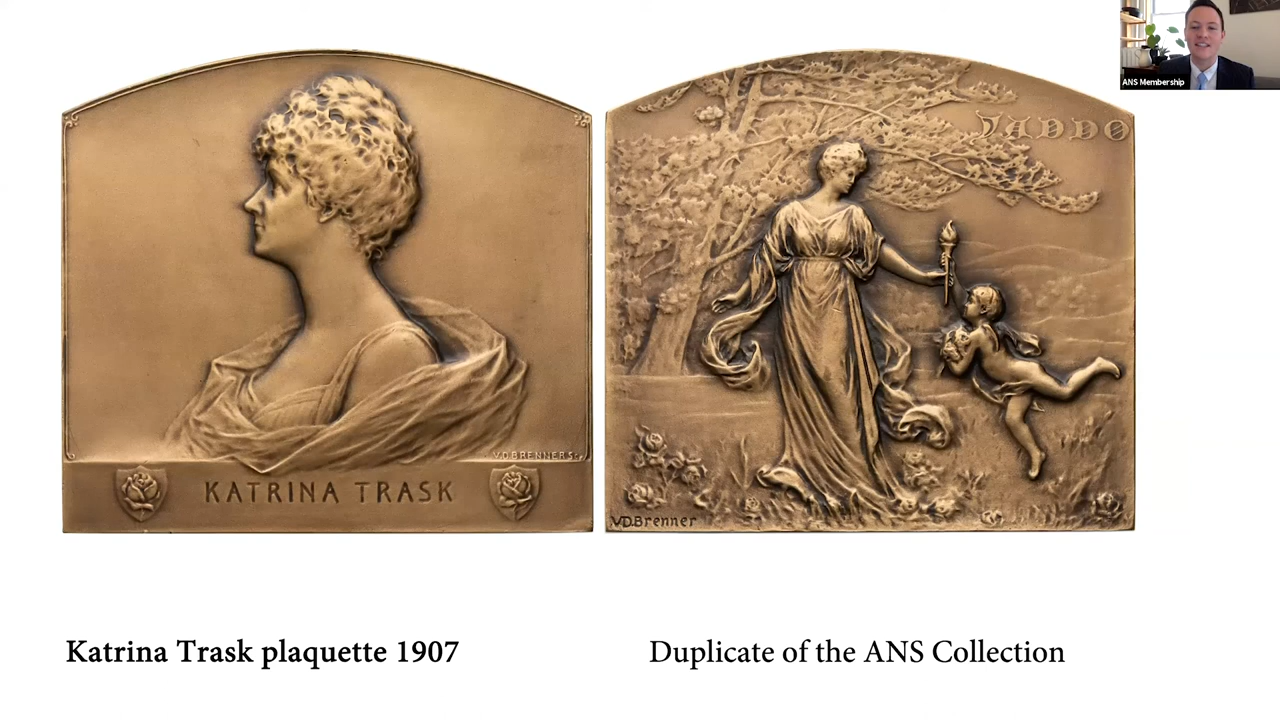 ANS Membership
YADDO
V.D.BRENNER Sc.
KATRINA TRASK
V.D.Brenner
Katrina Trask plaquette 1907
Duplicate of the ANS Collection